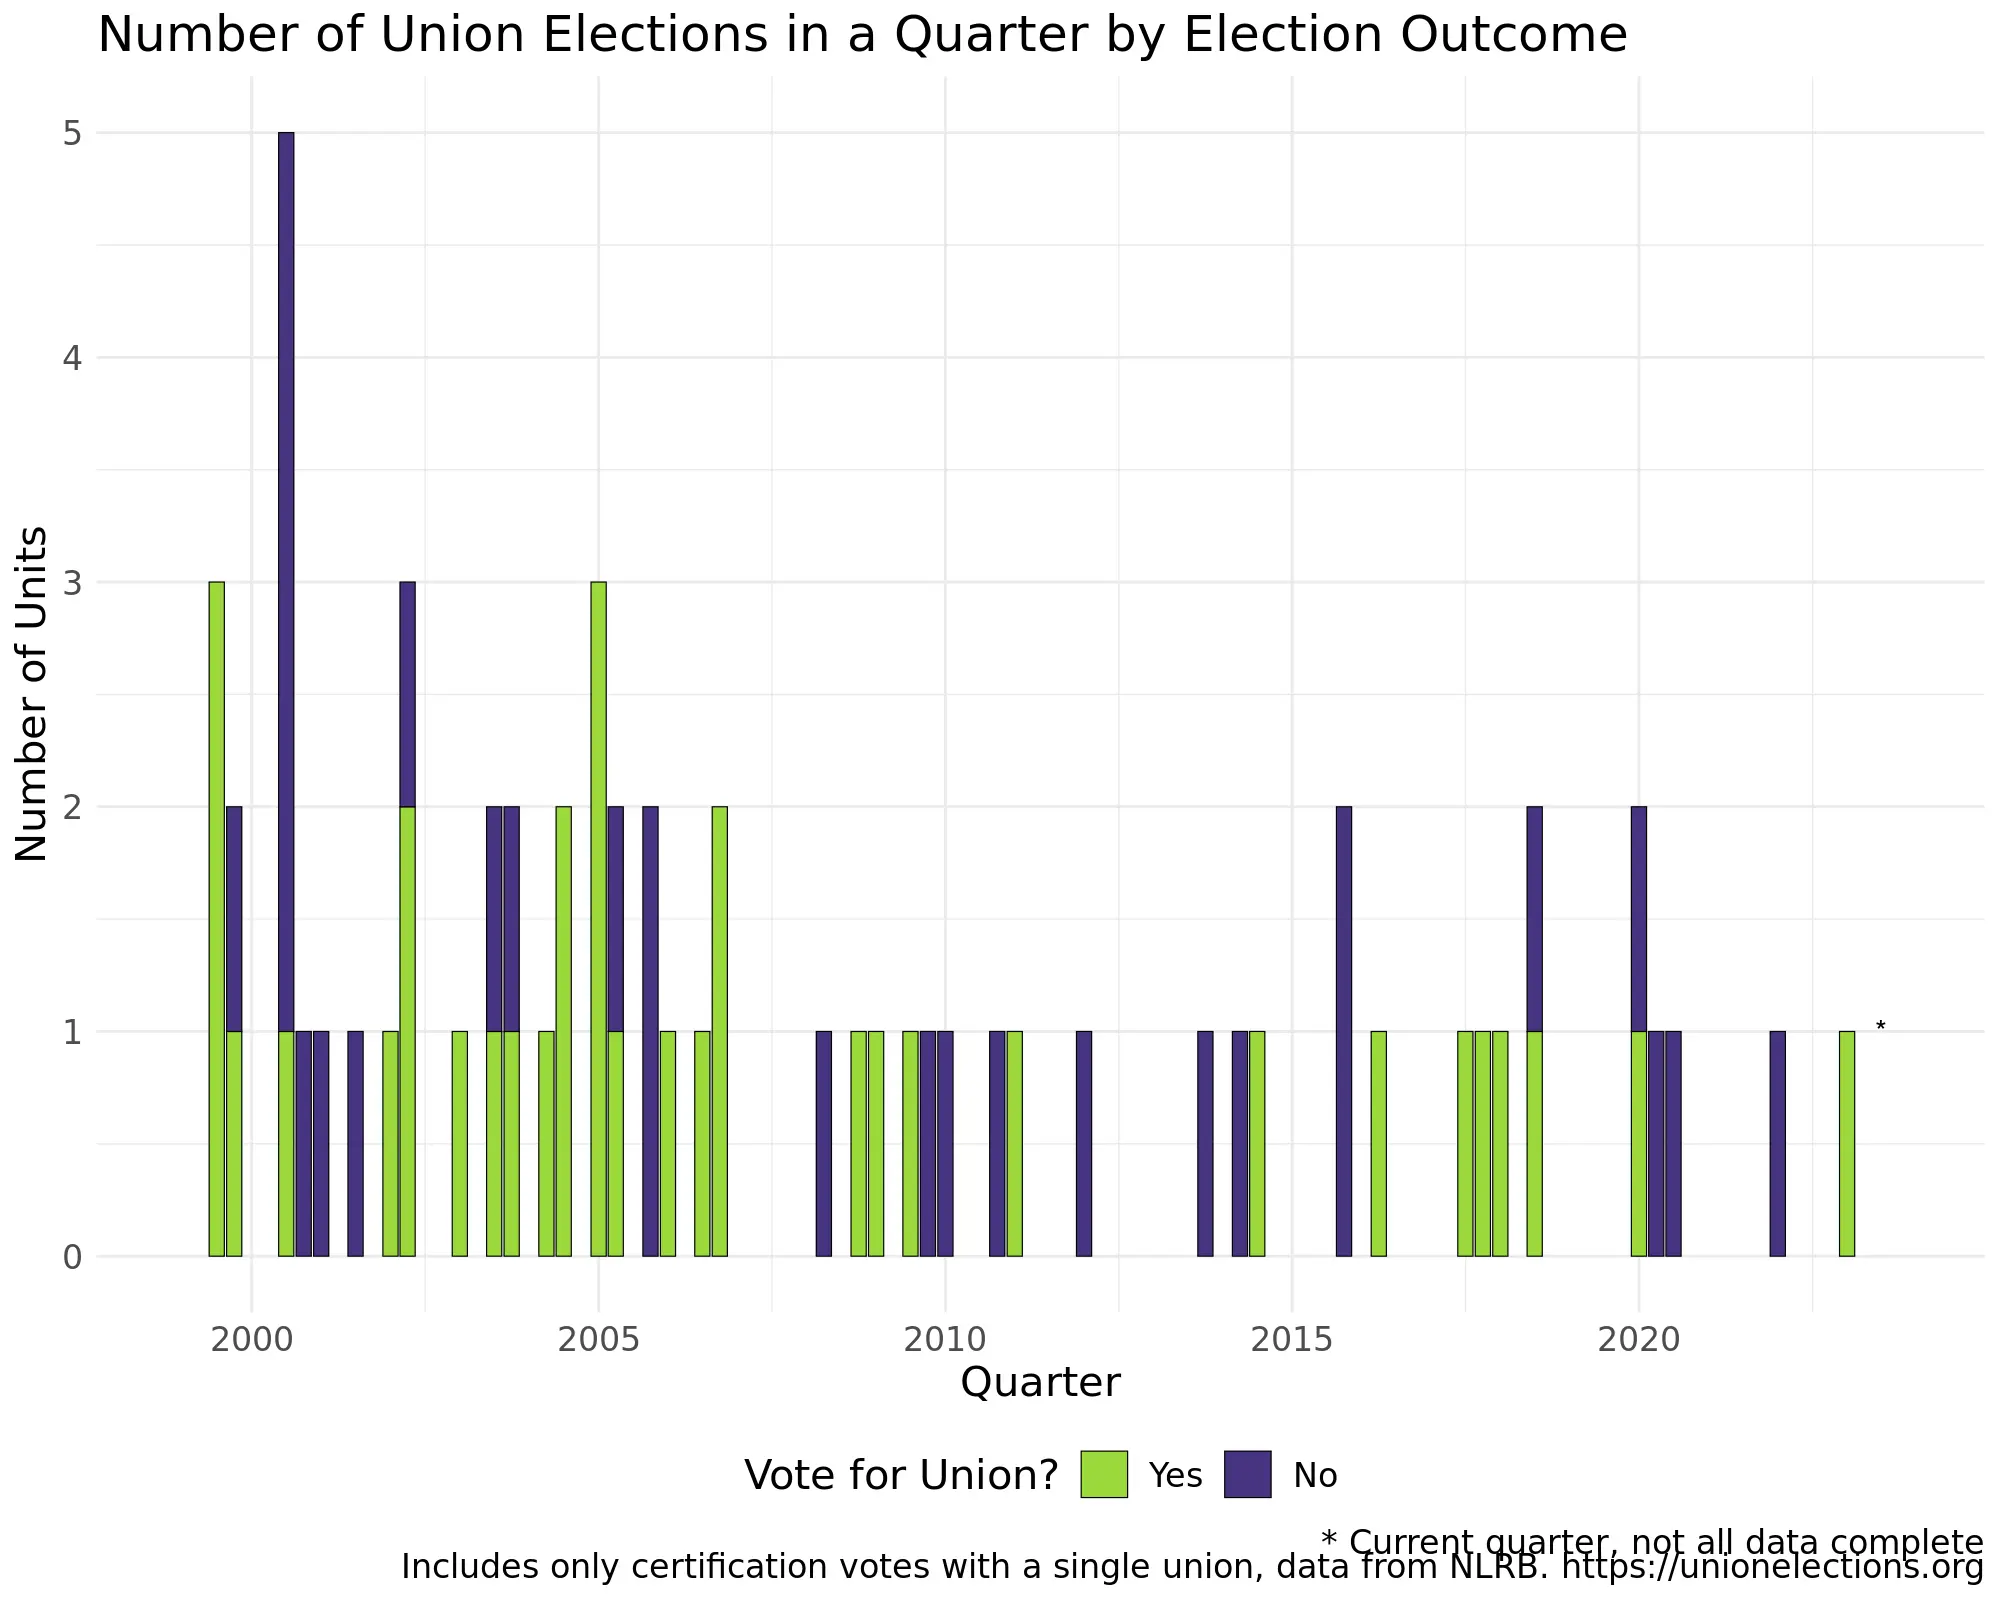 Number of Union Elections in a Quarter by Election Outcome
5
4
3
2
1
0
*
Number of Units
2000 2005 2010 2015 2020
Quarter
Vote for Union? Yes No
* Current quarter, not all data complete
Includes only certification votes with a single union, data from NLRB. https://unionelections.org